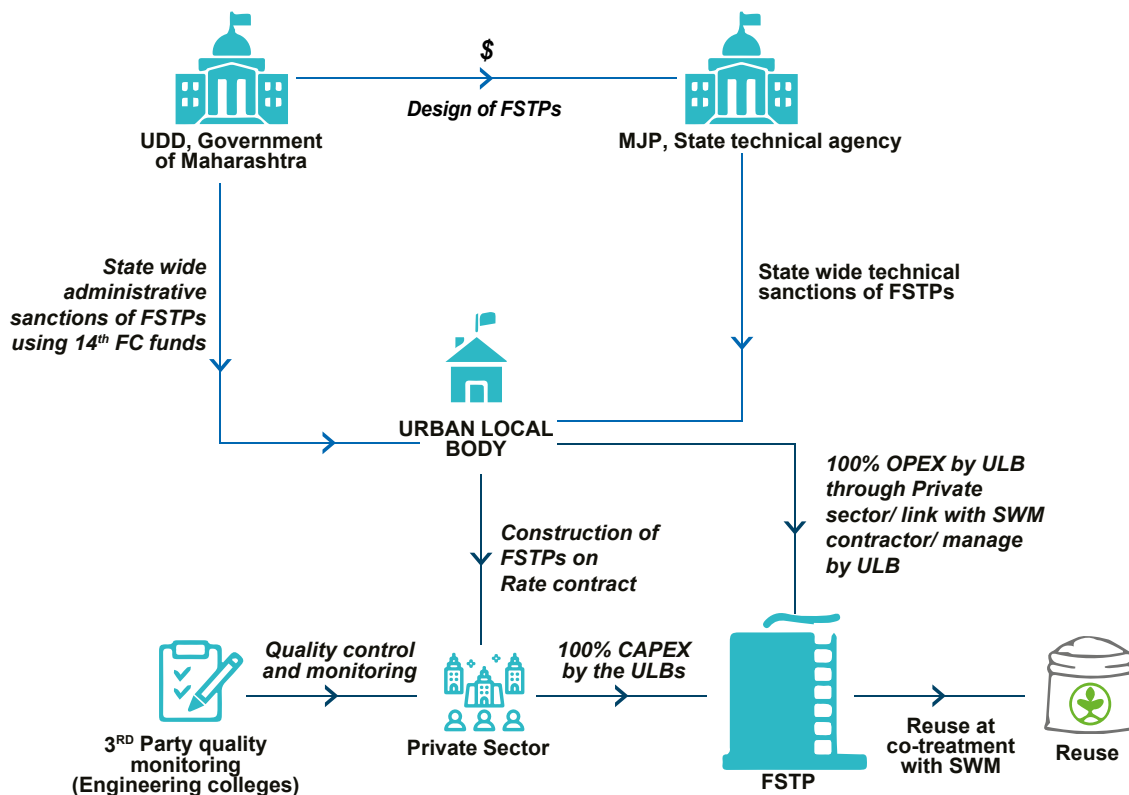 $
Design of FSTPs
UDD, Government
of Maharashtra
MJP, State technical agency
State wide
administrative
sanctions of FSTPs
using 14th FC funds
State wide technical
sanctions of FSTPs
URBAN LOCAL
BODY
100% OPEX by ULB
through Private
sector/ link with SWM
contractor/ manage
by ULB
Construction of
FSTPs on
Rate contract
Quality control
and monitoring
100% CAPEX
by the ULBs
3RD Party quality
monitoring
(Engineering colleges)
Private Sector
FSTP
Reuse at
co-treatment
with SWM
Reuse